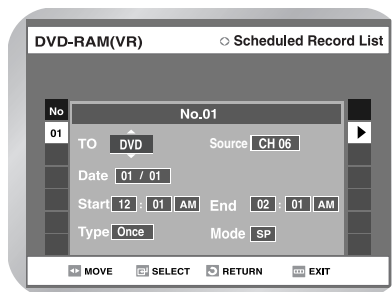 DVD-RAM(VR) Scheduled Record List
No
No.01
01
TO DVD Source CH 06
Date 01 / 01
Start 12 : 01 AM End 02 : 01 AM
Type Once Mode SP
MOVE SELECT RETURN EXIT